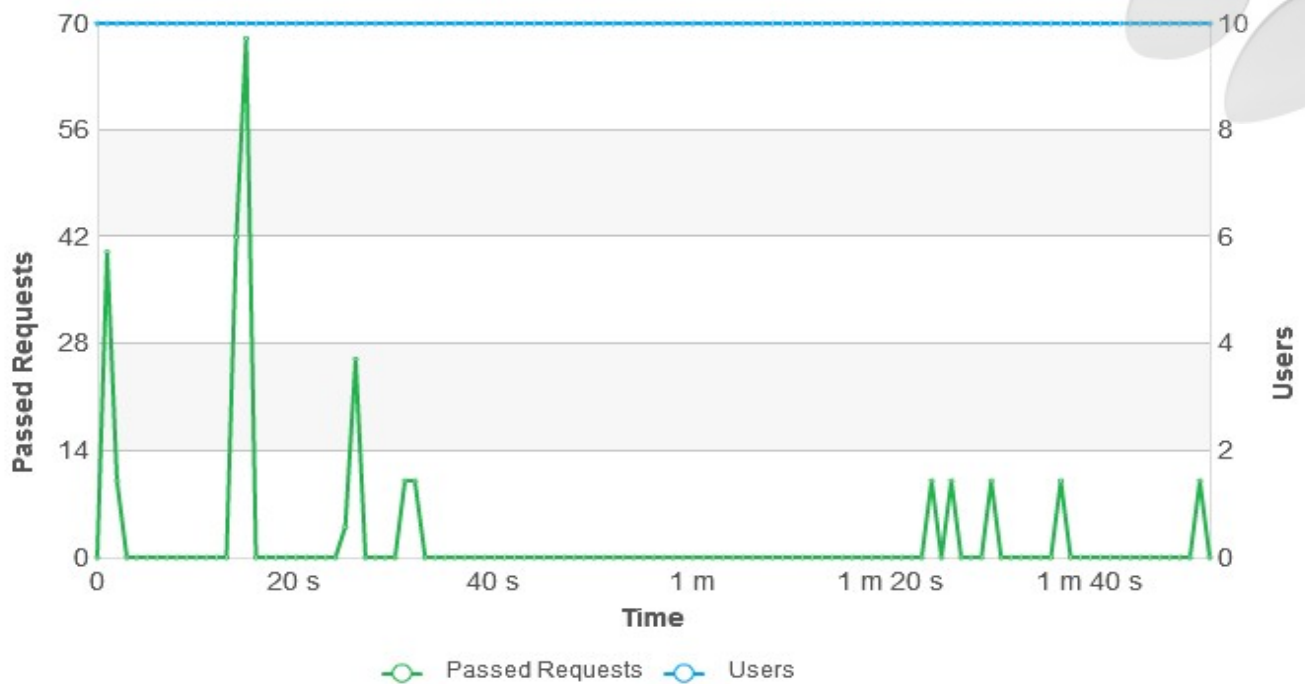 70 10
56 8
42 6
28 4
14 2
0 0
Passed Requests
Users
0 20 s 40 s 1 m 1 m 20 s 1 m 40 s
Time
Passed Requests Users